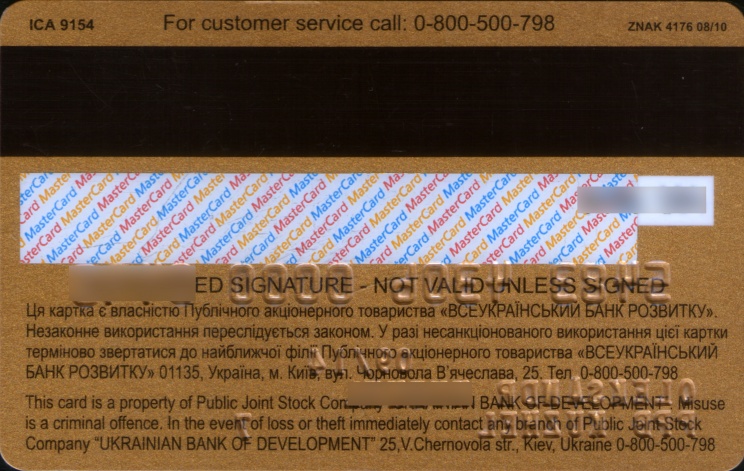 ICA 9154 For customer service call: 0-800-500-798 ZNAK 4176 08/10
MasterCard MasterCard MasterCard MasterCard MasterCard
ED SIGNATURE - NOT VALID UNLESS SIGNED
Ця картка є власністю Публічного акціонерного товариства «ВСЕУКРАЇНСЬКИЙ БАНК РОЗВИТКУ».
Незаконне використання переслідується законом. У разі несанкціонованого використання цієї картки
терміново звертатися до найближчої філії Публічного акціонерного товариства «ВСЕУКРАЇНСЬКИЙ
БАНК РОЗВИТКУ» 01135, Україна, м. Київ, вул. Чорновола В'ячеслава, 25. Тел. 0-800-500-798
This card is a property of Public Joint Stock BANK OF DEVELOPMENT". Misuse
is a criminal offence. In the event of loss or theft immediately contact any branch of Public Joint Stock
Company "UKRAINIAN BANK OF DEVELOPMENT" 25,V.Chernovola str., Kiev, Ukraine 0-800-500-798